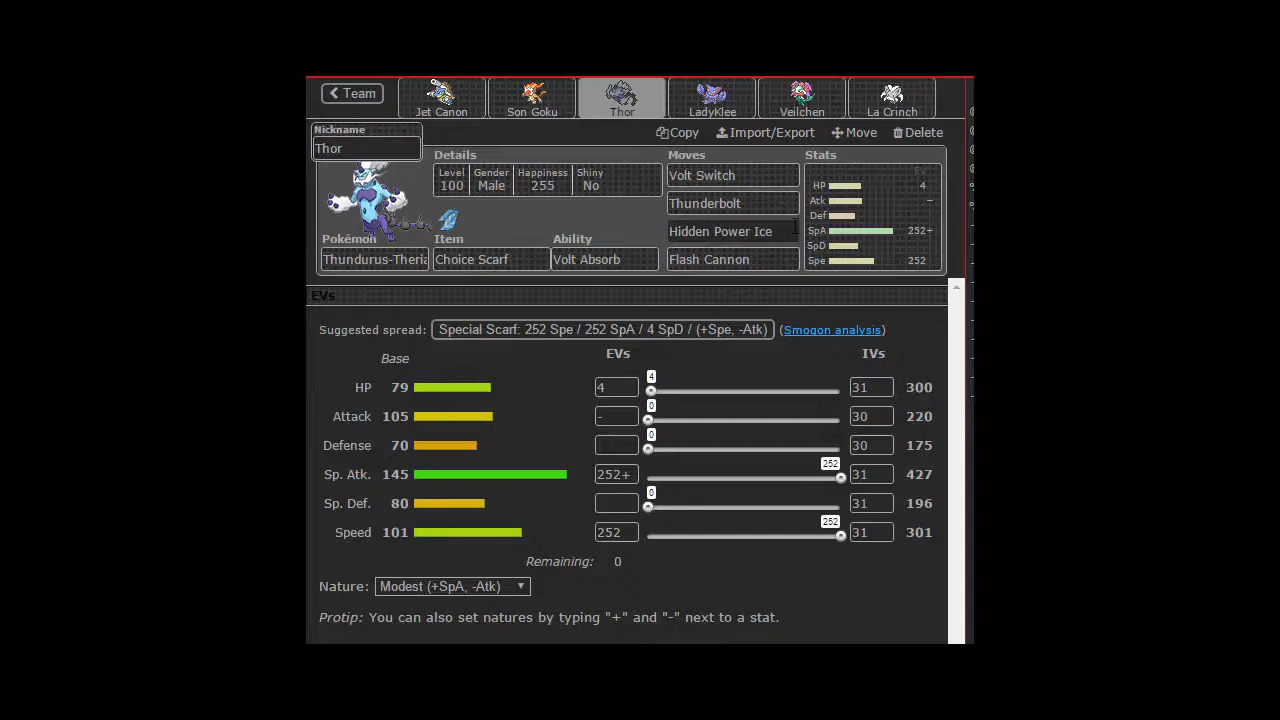 Team
Jet Canon
Son Goku
Thor
LadyKlee
Veilchen
La Crinch
Copy Import/Export Move Delete
Nickname
Thor
Details
Level Gender Happiness Shiny
100 Male 255 No
Pokémon Item Ability
Thundurus-Theria Choice Scarf Volt Absorb
Moves
Volt Switch
Thunderbolt
Hidden Power Ice
Flash Cannon
Stats
EV
HP 4
Atk −
Def
SpA 252+
SpD
Spe 252
EVs
Suggested spread: Special Scarf: 252 Spe / 252 SpA / 4 SpD / (+Spe, -Atk) (Smogon analysis)
Base EVs IVs
HP 79 4 4 31 300
Attack 105 - 0 30 220
Defense 70 0 30 175
Sp. Atk. 145 252+ 252 31 427
Sp. Def. 80 0 31 196
Speed 101 252 252 31 301
Remaining: 0
Nature: Modest (+SpA, -Atk)
Protip: You can also set natures by typing "+" and "-" next to a stat.